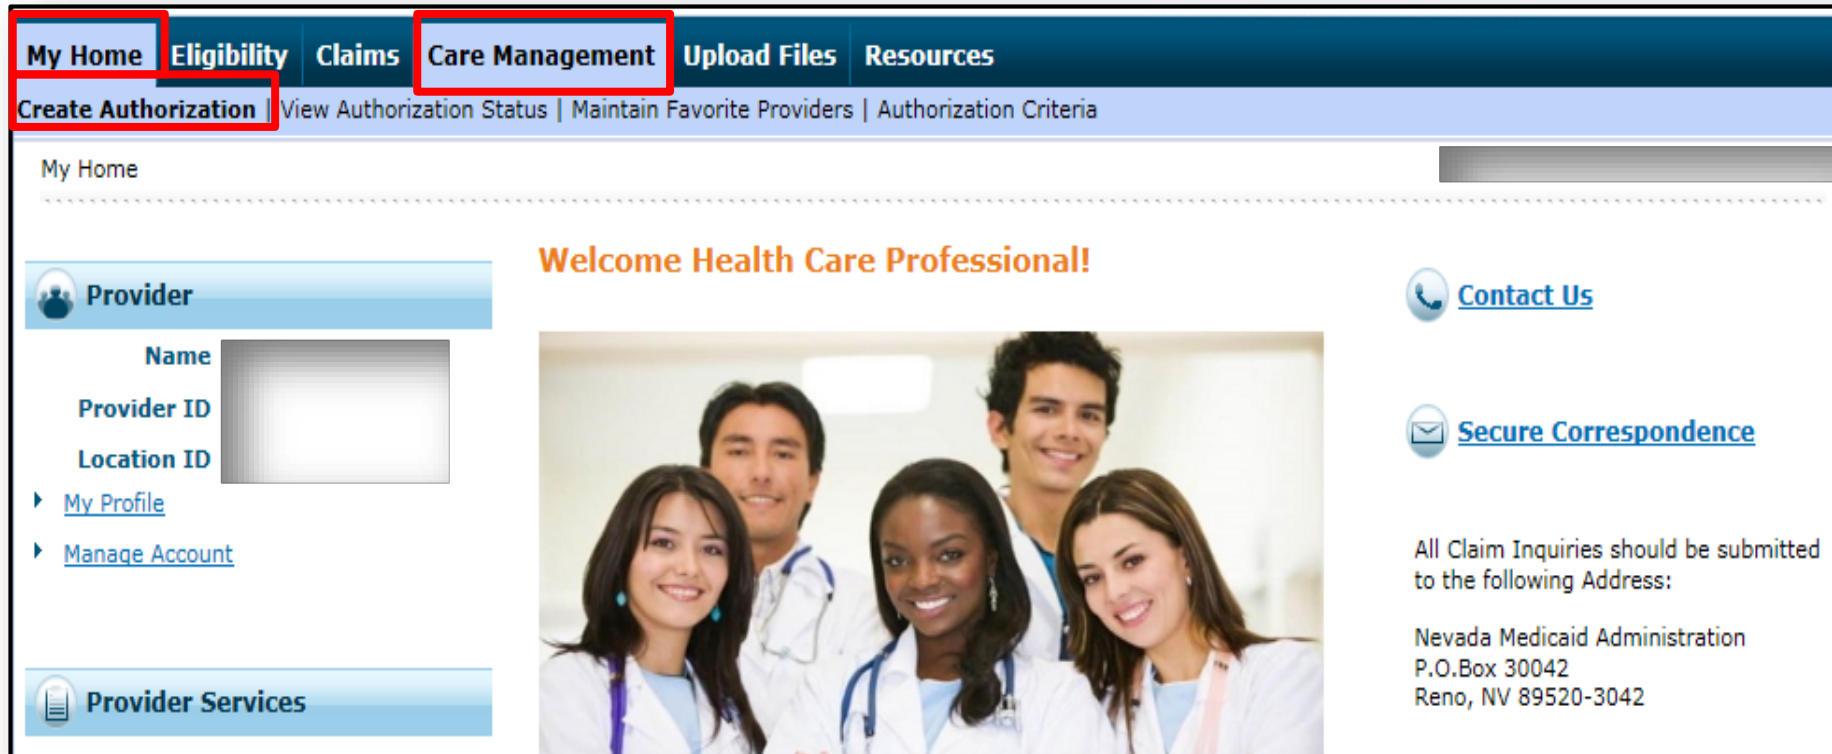 My Home Eligibility Claims Care Management Upload Files Resources
Create Authorization | View Authorization Status | Maintain Favorite Providers | Authorization Criteria
My Home
Provider
Name
Provider ID
Location ID
My Profile
Manage Account
Provider Services
Welcome Health Care Professional!
Contact Us
Secure Correspondence
All Claim Inquiries should be submitted
to the following Address:
Nevada Medicaid Administration
P.O.Box 30042
Reno, NV 89520-3042